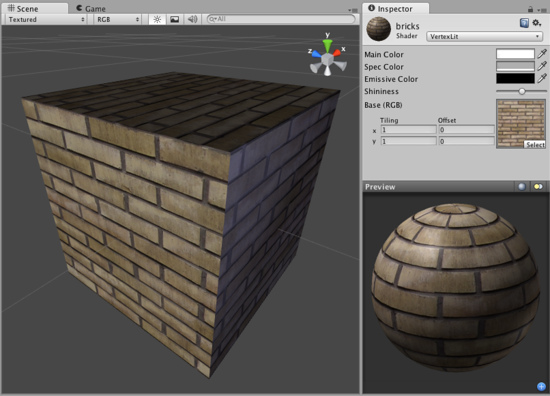 Scene
Game
Textured
RGB
All
y
x
z
Inspector
bricks
Shader
VertexLit
Main Color
Spec Color
Emissive Color
Shininess
Base (RGB)
Tiling Offset
x 1 0
y 1 0
Select
Preview